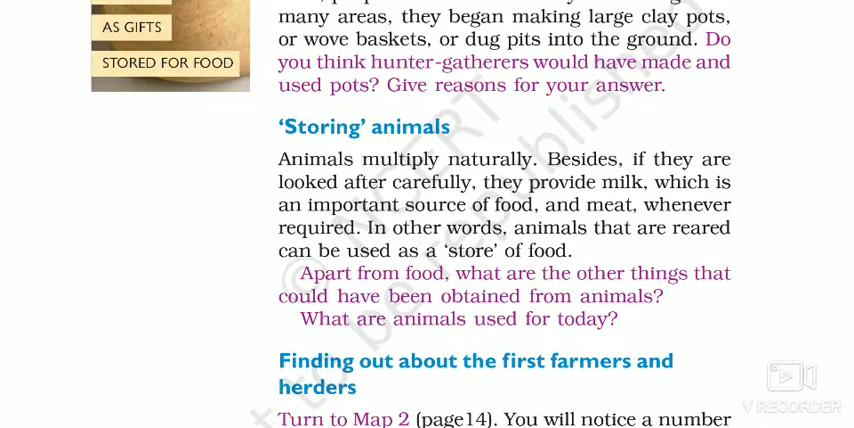 AS GIFTS
STORED FOR FOOD
many areas, they began making large clay pots,
or wove baskets, or dug pits into the ground. Do
you think hunter-gatherers would have made and
used pots? Give reasons for your answer.
‘Storing’ animals
Animals multiply naturally. Besides, if they are
looked after carefully, they provide milk, which is
an important source of food, and meat, whenever
required. In other words, animals that are reared
can be used as a ‘store’ of food.
Apart from food, what are the other things that
could have been obtained from animals?
What are animals used for today?
Finding out about the first farmers and
herders
Turn to Map 2 (page14). You will notice a number
© NCERT
not to be republished
V RECORDER